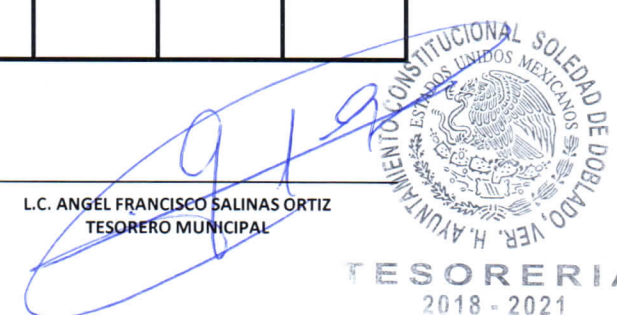 L.C. ANGEL FRANCISCO SALINAS ORTIZ
TESORERO MUNICIPAL
H. AYUNTAMIENTO CONSTITUCIONAL SOLEDAD DE DOBLADO, VER.
ESTADOS UNIDOS MEXICANOS
TESORERIA
2018 - 2021